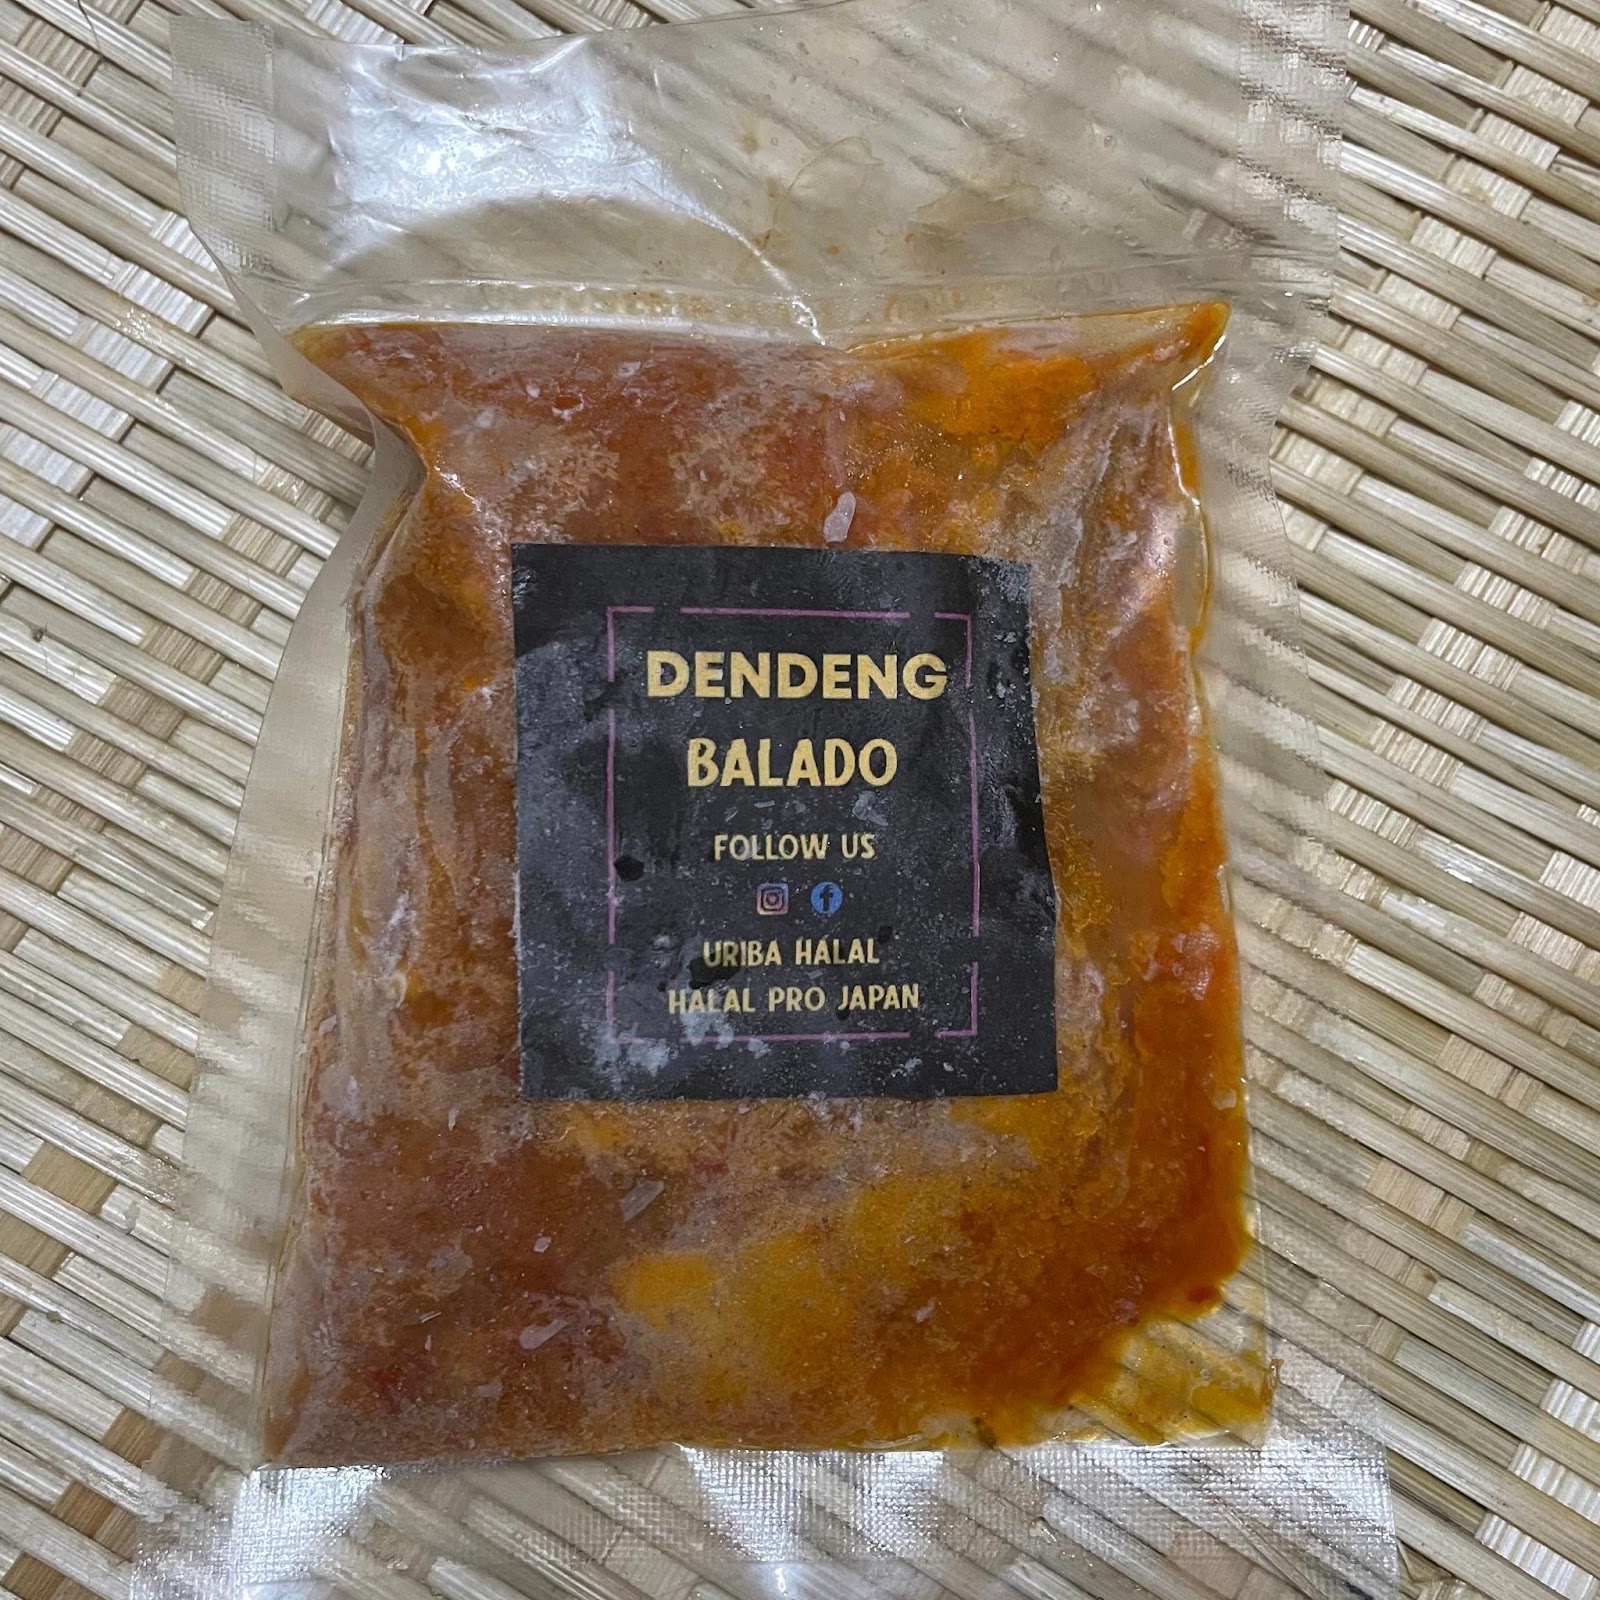 DENDENG
BALADO
FOLLOW US
URIBA HALAL
HALAL PRO JAPAN